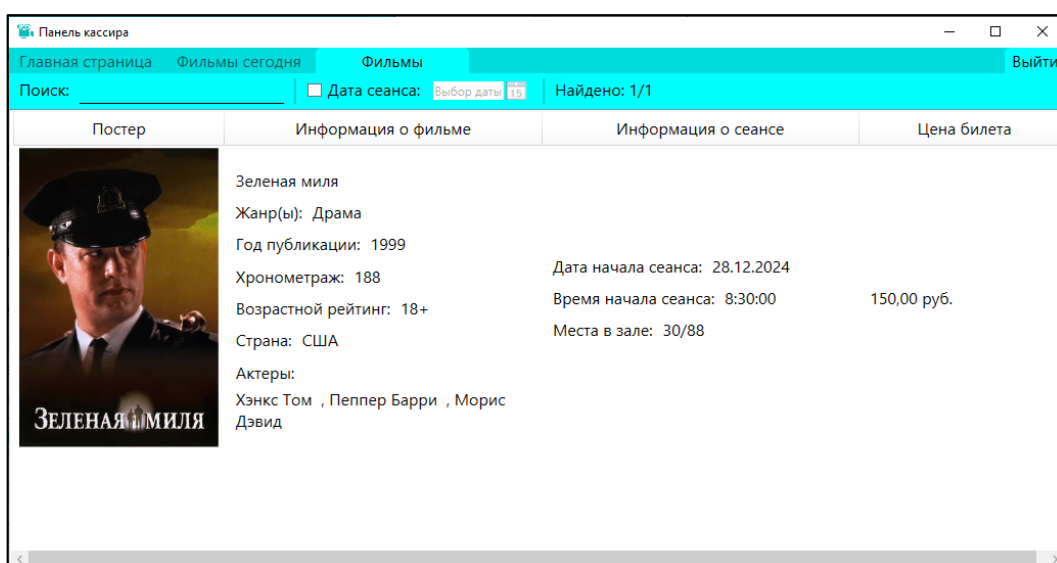 Панель кассира
Главная страница Фильмы сегодня Фильмы Выйти
Поиск: Дата сеанса: Выбор даты 15 Найдено: 1/1
Постер Информация о фильме Информация о сеансе Цена билета
Зеленая миля
Жанр(ы): Драма
Год публикации: 1999
Хронометраж: 188
Возрастной рейтинг: 18+
Страна: США
Актеры:
Хэнкс Том , Пеппер Барри , Морис
Дэвид
Дата начала сеанса: 28.12.2024
Время начала сеанса: 8:30:00
Места в зале: 30/88
150,00 руб.
ЗЕЛЕНАЯ МИЛЯ